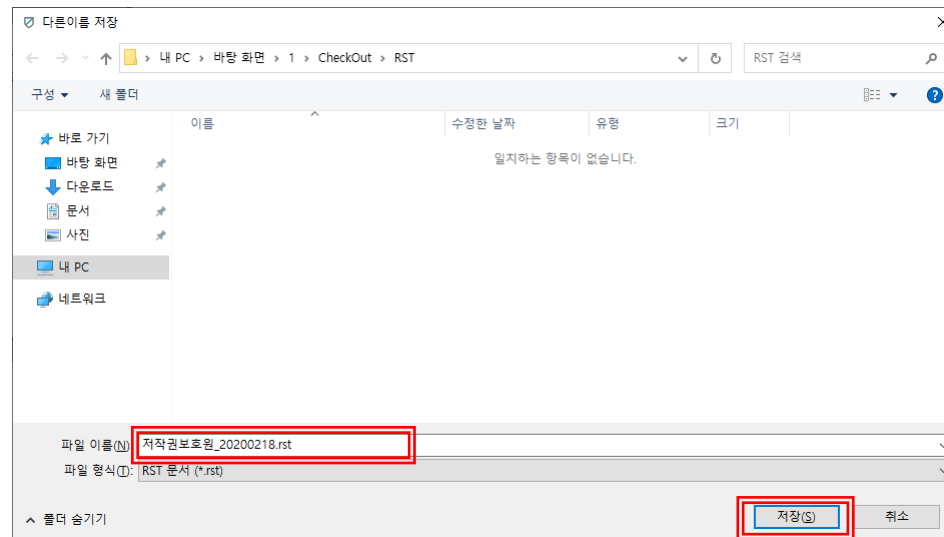 다른이름 저장
내 PC > 바탕 화면 > 1 > CheckOut > RST
RST 검색
구성 새 폴더
이름 수정한 날짜 유형 크기
일치하는 항목이 없습니다.
바로 가기
바탕 화면
다운로드
문서
사진
내 PC
네트워크
파일 이름(N): 저작권보호원_20200218.rst
파일 형식(T): RST 문서 (*.rst)
폴더 숨기기
저장(S) 취소